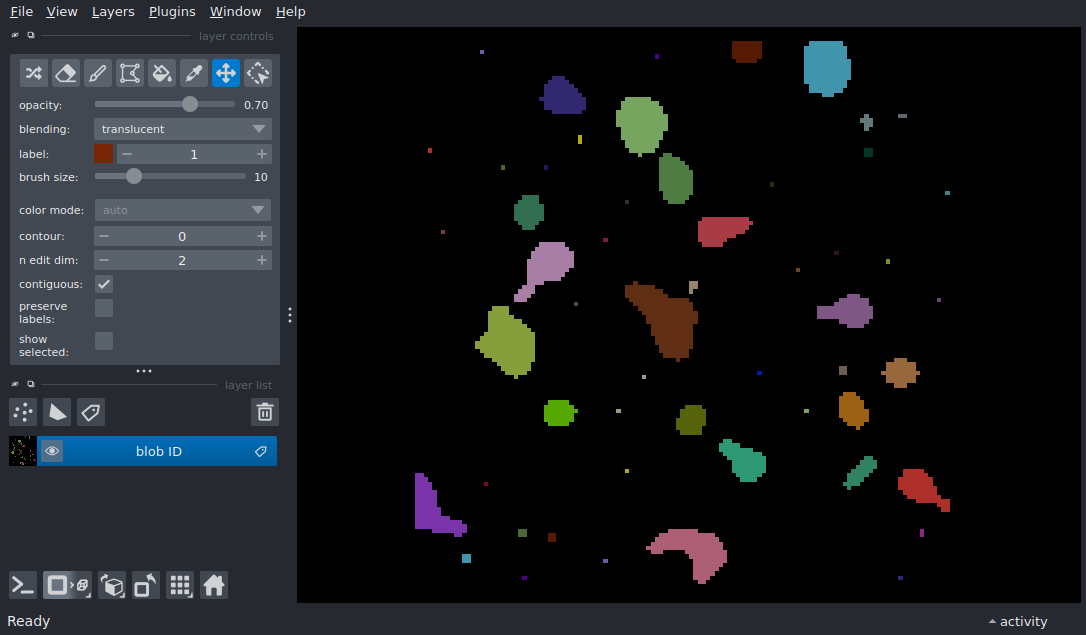 File View Layers Plugins Window Help
layer controls
opacity: 0.70
blending: translucent
label: 1
brush size: 10
color mode: auto
contour: 0
n edit dim: 2
contiguous:
preserve
labels:
show
selected:
layer list
blob ID
Ready
activity